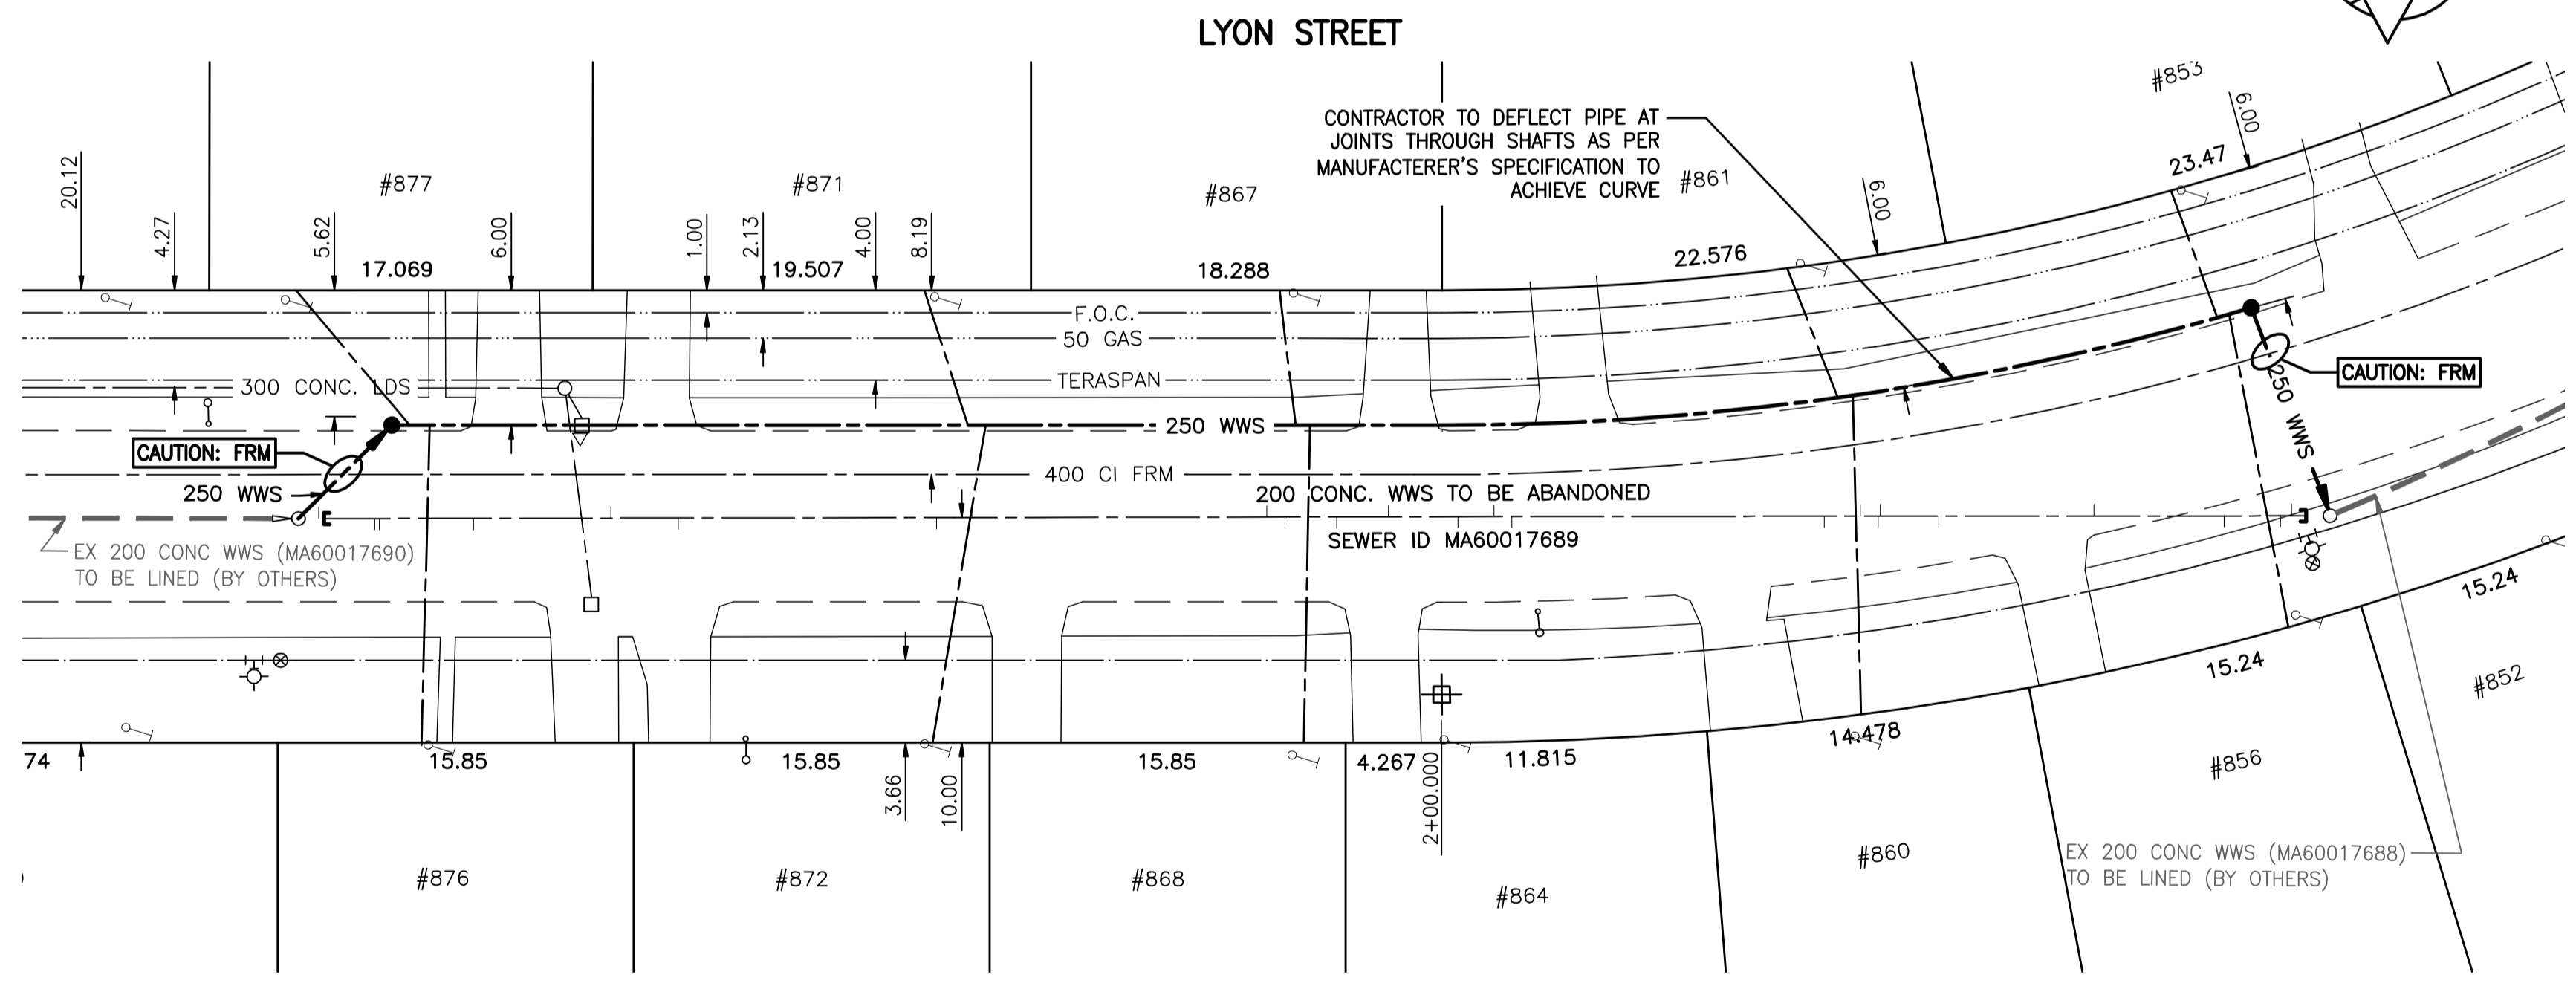 LYON STREET
#853
6.00
CONTRACTOR TO DEFLECT PIPE AT
JOINTS THROUGH SHAFTS AS PER
MANUFACTERER'S SPECIFICATION TO
ACHIEVE CURVE
23.47
20.12
#877
#871
#867
#861
6.00
4.27
5.62
6.00
1.00
2.13
4.00
8.19
17.069
19.507
18.288
22.576
F.O.C.
50 GAS
300 CONC. LDS
TERASPAN
CAUTION: FRM
250 WWS
250 WWS
CAUTION: FRM
400 CI FRM
250 WWS
200 CONC. WWS TO BE ABANDONED
SEWER ID MA60017689
EX 200 CONC WWS (MA60017690)
TO BE LINED (BY OTHERS)
15.24
15.24
#852
74
15.85
15.85
15.85
4.267
11.815
14.478
#856
3.66
10.00
2+00.000
#876
#872
#868
#864
#860
EX 200 CONC WWS (MA60017688)
TO BE LINED (BY OTHERS)